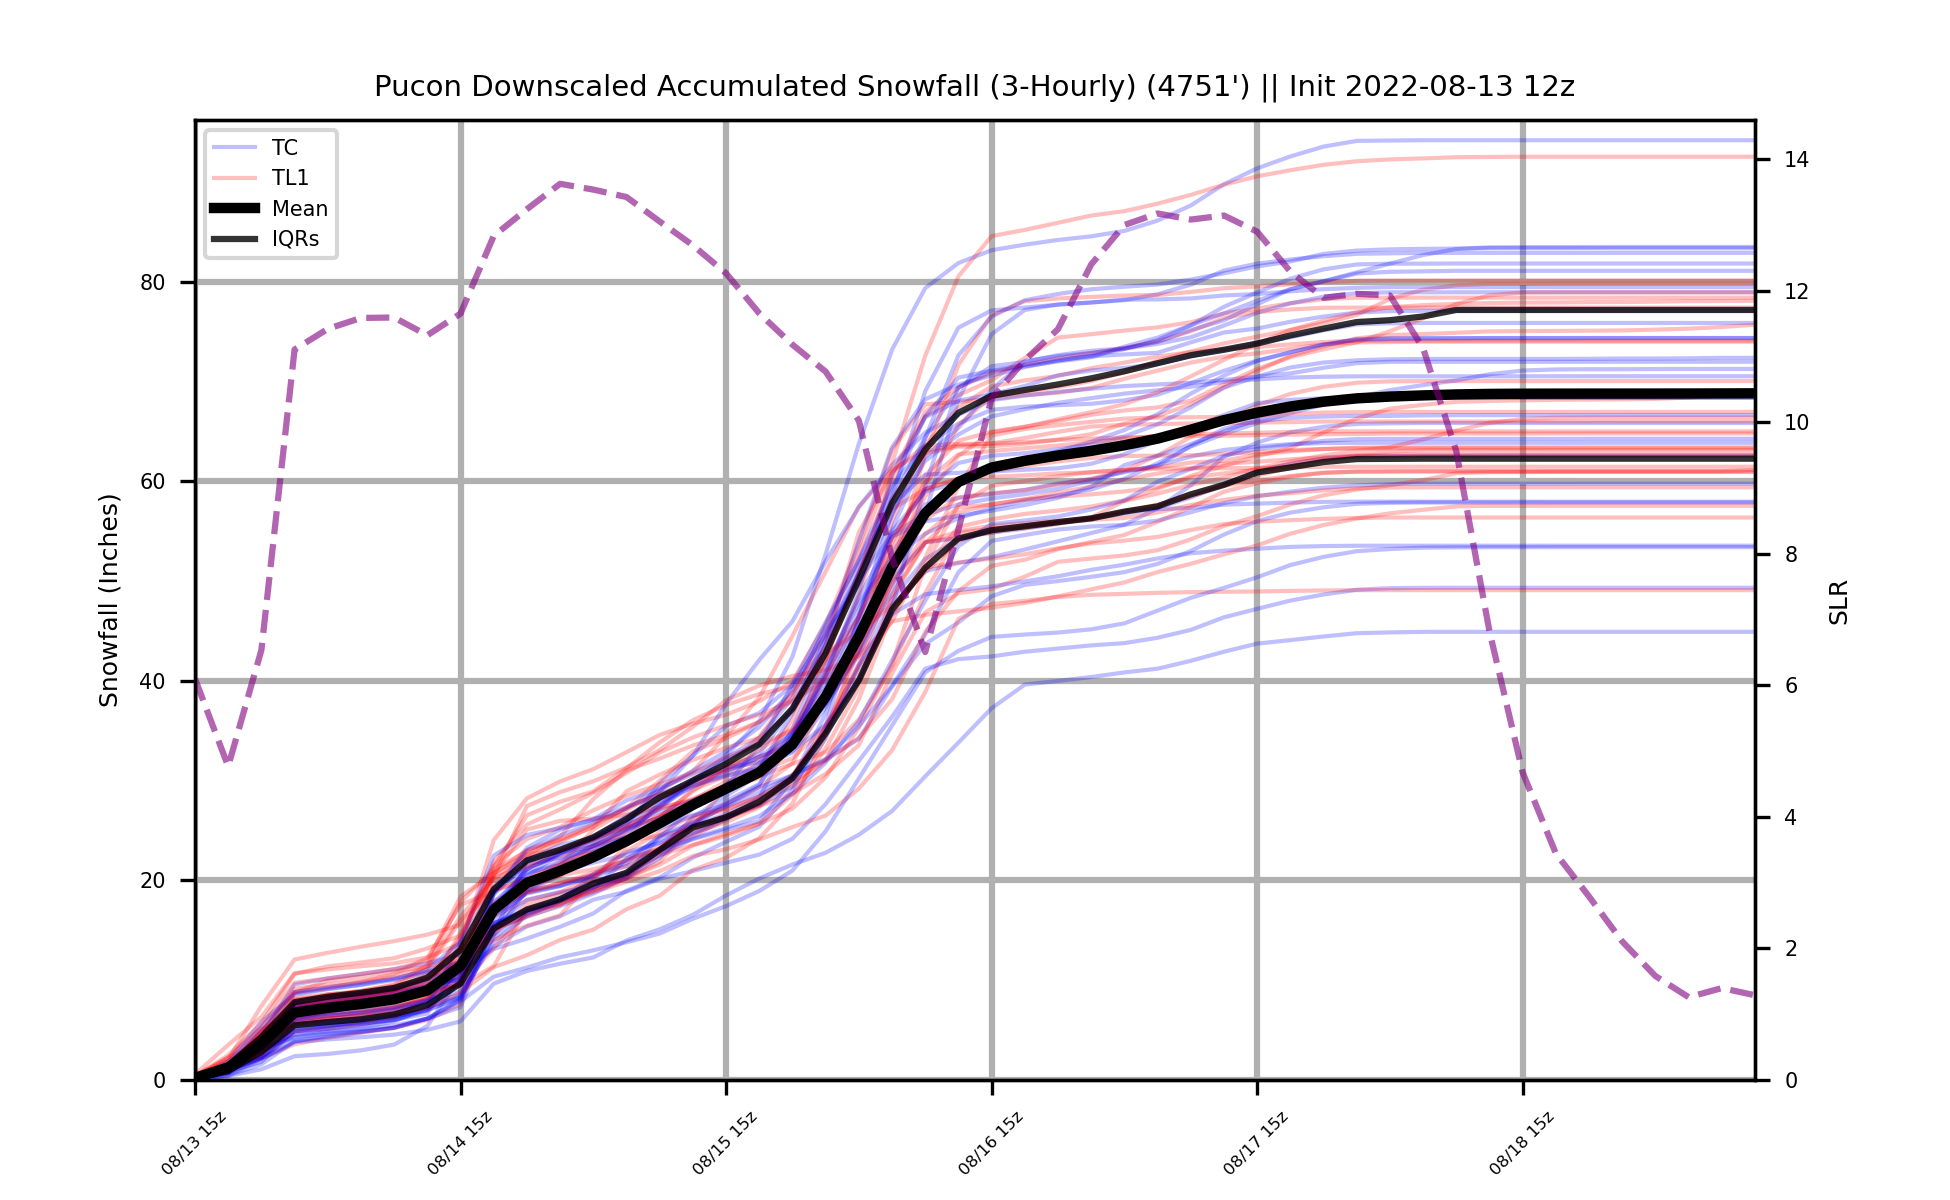 Pucon Downscaled Accumulated Snowfall (3-Hourly) (4751') || Init 2022-08-13 12z
TC
TL1
Mean
IQRs
Snowfall (Inches)
80
60
40
20
0
14
12
10
8
6
4
2
0
SLR
08/13 15z
08/14 15z
08/15 15z
08/16 15z
08/17 15z
08/18 15z